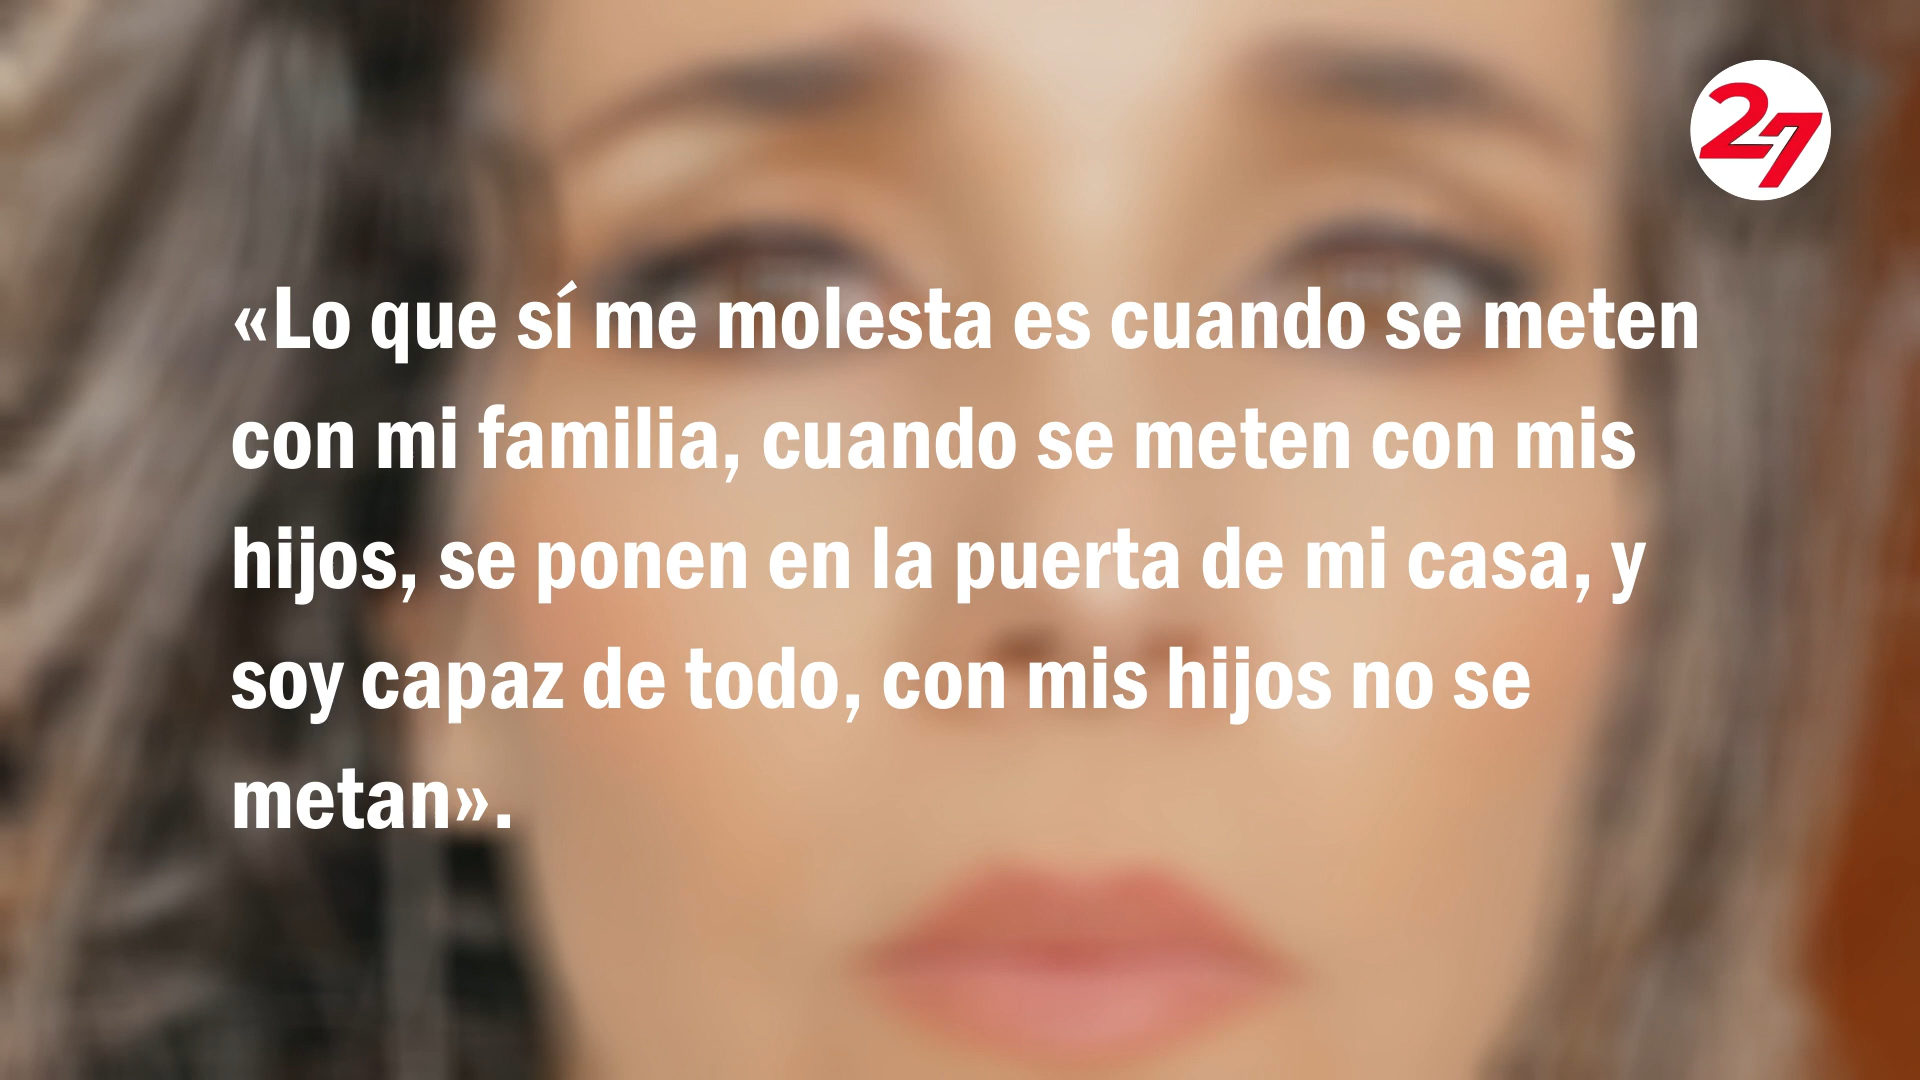 27
«Lo que sí me molesta es cuando se meten
con mi familia, cuando se meten con mis
hijos, se ponen en la puerta de mi casa, y
soy capaz de todo, con mis hijos no se
metan».